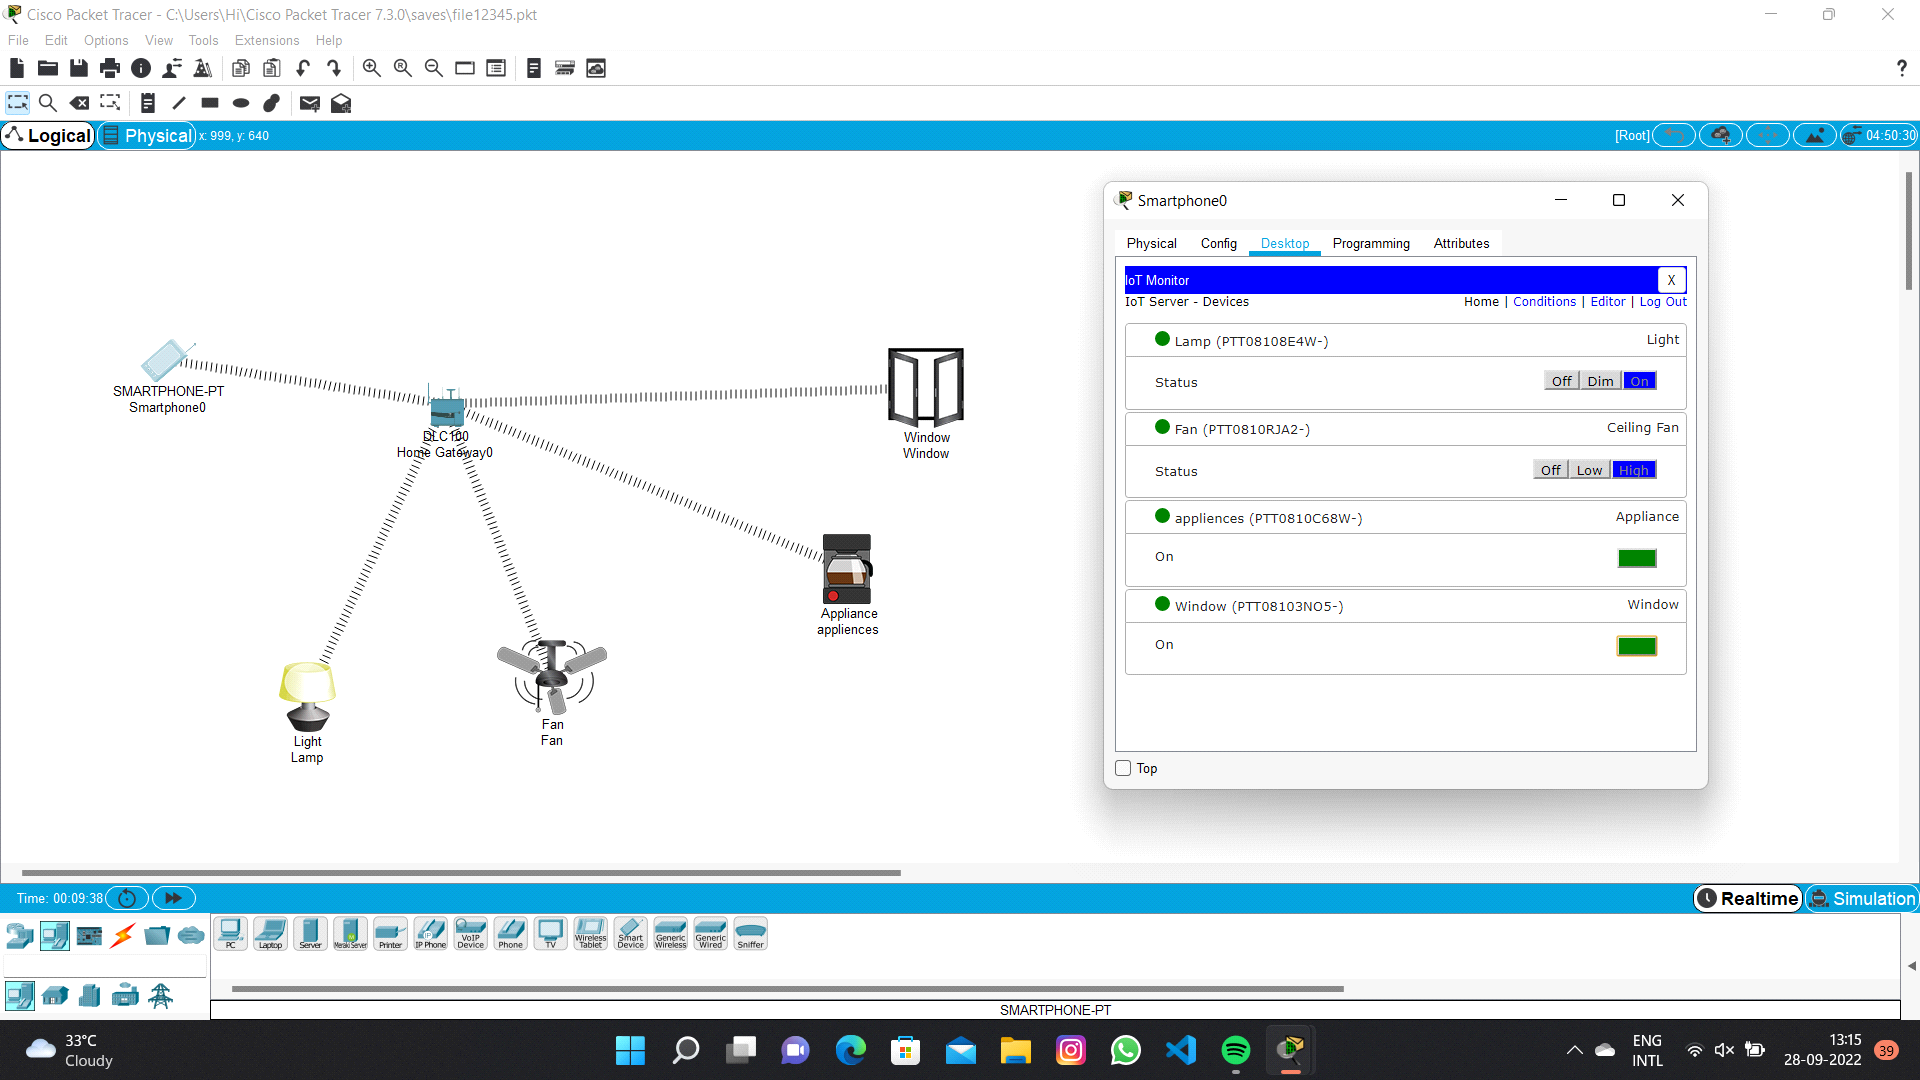 Cisco Packet Tracer - C:\Users\Hi\Cisco Packet Tracer 7.3.0\saves\file12345.pkt
File Edit Options View Tools Extensions Help
?
Logical Physical x: 999, y: 640 [Root] 04:50:30
Smartphone0
Physical Config Desktop Programming Attributes
IoT Monitor X
IoT Server - Devices Home | Conditions | Editor | Log Out
Lamp (PTT08108E4W-) Light
Status Off Dim On
Fan (PTT0810RJA2-) Ceiling Fan
Status Off Low High
appliences (PTT0810C68W-) Appliance
On
Window (PTT08103NO5-) Window
On
Top
SMARTPHONE-PT
Smartphone0
DLC100
Home Gateway0
Window
Window
Appliance
appliences
Fan
Fan
Light
Lamp
Time: 00:09:38 Realtime Simulation
PC Laptop Server Meraki Server Printer IP Phone VoIP Device Phone TV Wireless Tablet Smart Device Generic Wireless Generic Wired Sniffer
SMARTPHONE-PT
33°C
Cloudy
ENG
INTL
13:15
28-09-2022
39